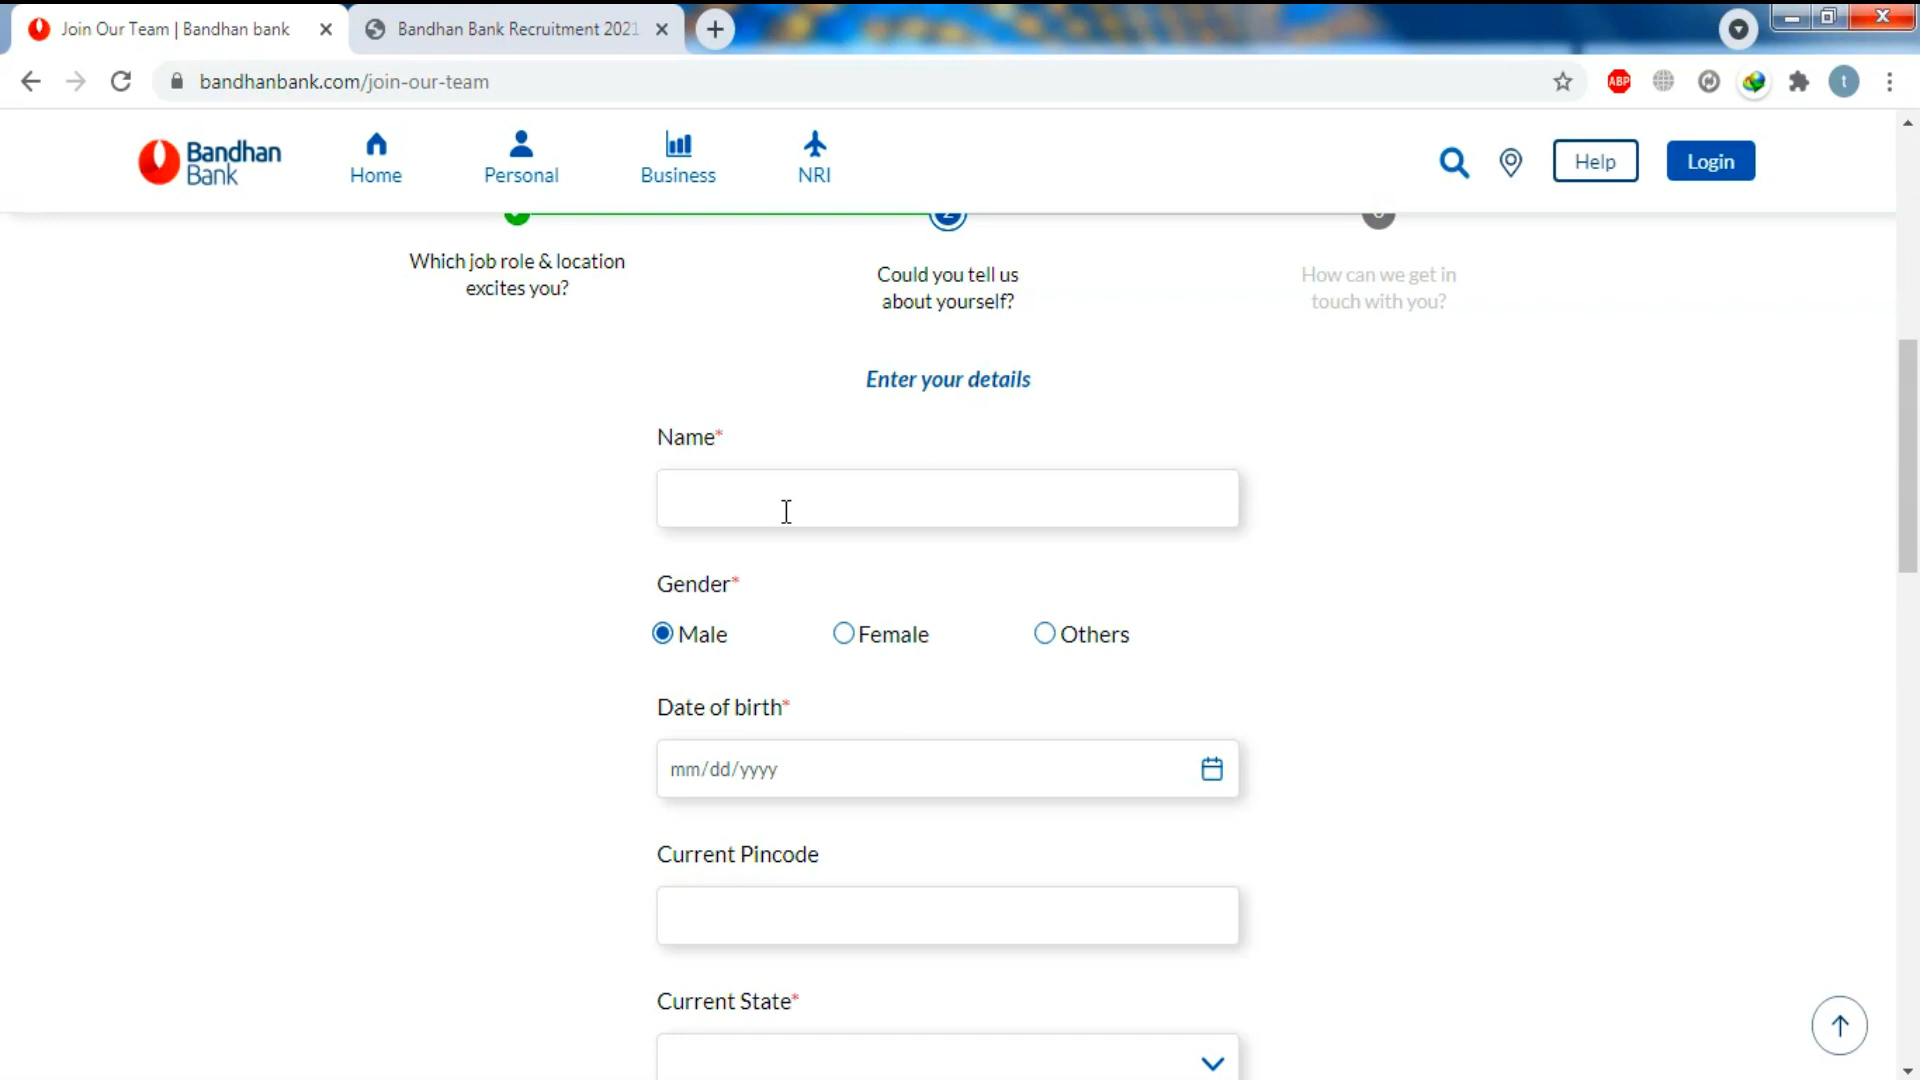 Join Our Team | Bandhan bank
Bandhan Bank Recruitment 2021
bandhanbank.com/join-our-team
ABP
t
Bandhan
Bank
Home
Personal
Business
NRI
Help
Login
2
Which job role & location
excites you?
Could you tell us
about yourself?
How can we get in
touch with you?
Enter your details
Name*
Gender*
Male
Female
Others
Date of birth*
mm/dd/yyyy
Current Pincode
Current State*